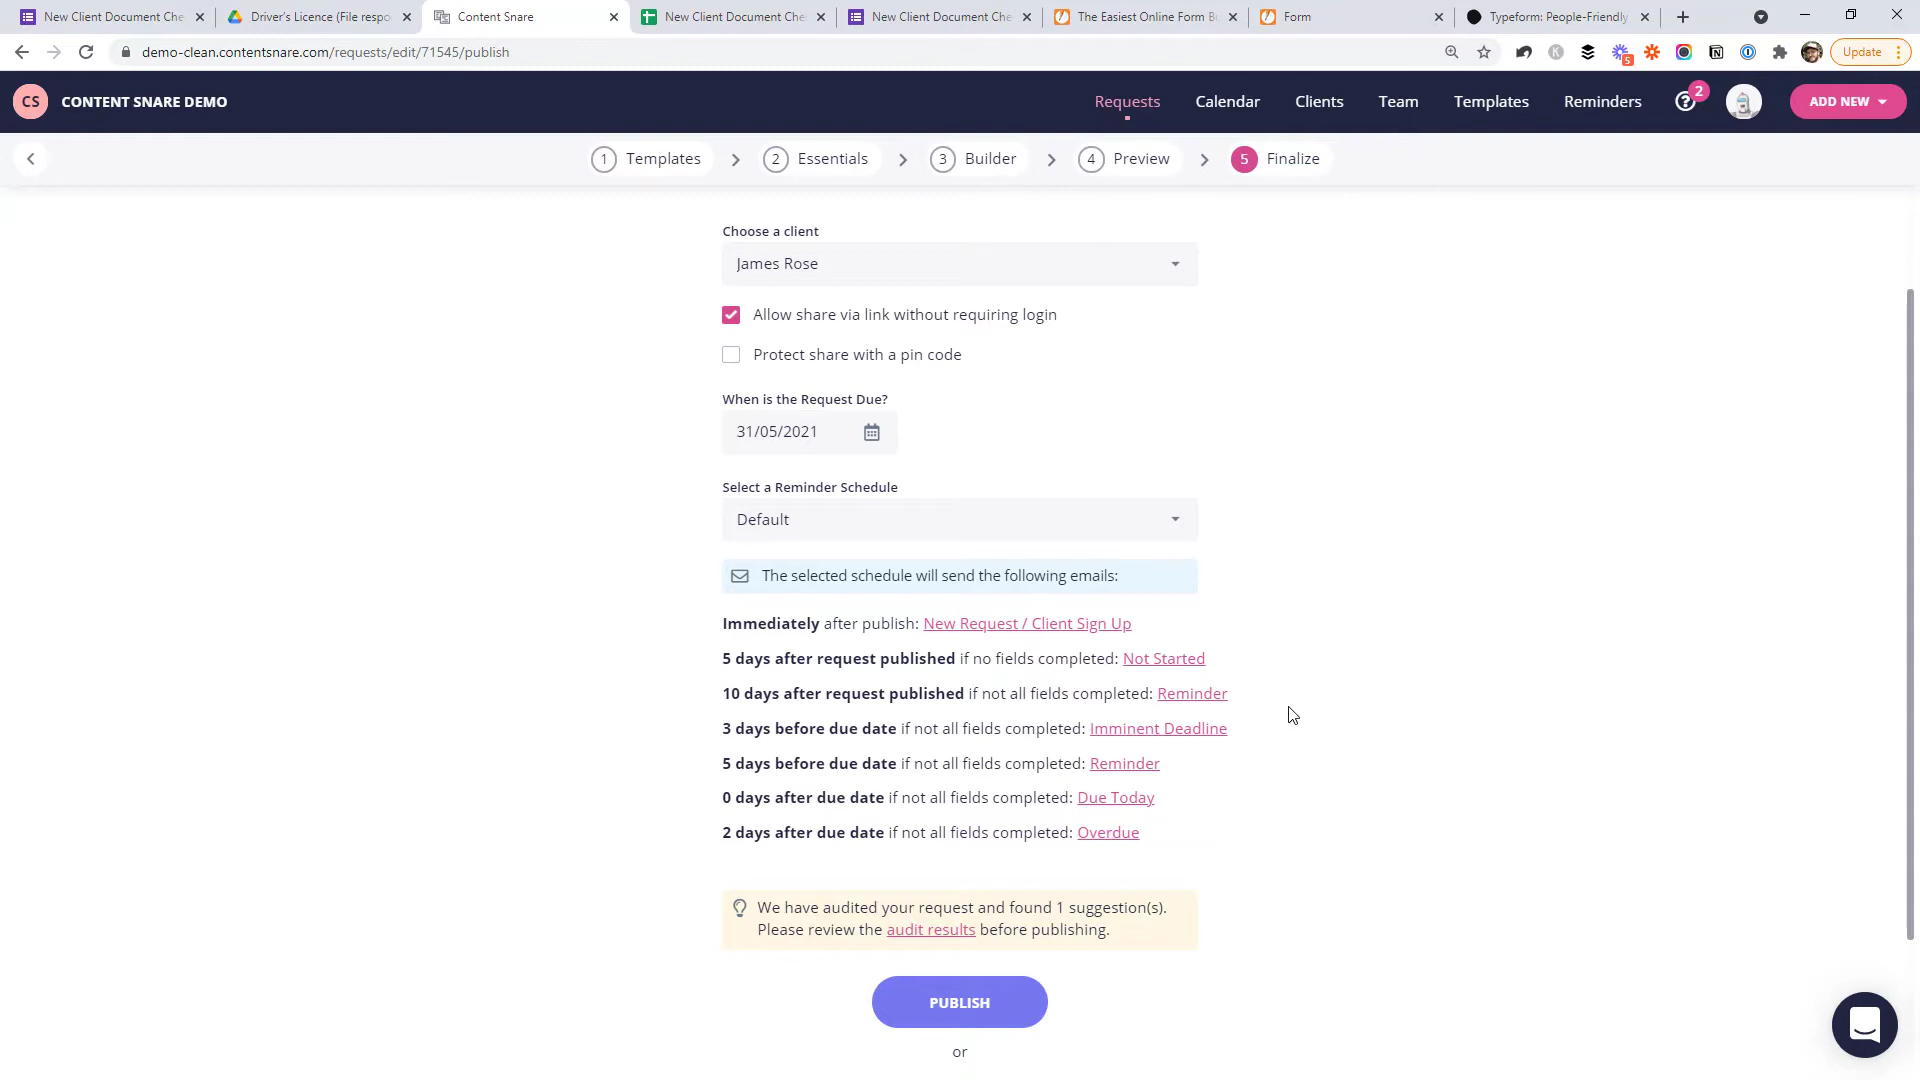 New Client Document Che
Driver's Licence (File respo
Content Snare
New Client Document Che
New Client Document Che
The Easiest Online Form B
Form
Typeform: People-Friendly
demo-clean.contentsnare.com/requests/edit/71545/publish
5
Update
CS CONTENT SNARE DEMO
Requests
Calendar
Clients
Team
Templates
Reminders
2
ADD NEW
1 Templates
2 Essentials
3 Builder
4 Preview
5 Finalize
Choose a client
James Rose
Allow share via link without requiring login
Protect share with a pin code
When is the Request Due?
31/05/2021
Select a Reminder Schedule
Default
The selected schedule will send the following emails:
Immediately after publish: New Request / Client Sign Up
5 days after request published if no fields completed: Not Started
10 days after request published if not all fields completed: Reminder
3 days before due date if not all fields completed: Imminent Deadline
5 days before due date if not all fields completed: Reminder
0 days after due date if not all fields completed: Due Today
2 days after due date if not all fields completed: Overdue
We have audited your request and found 1 suggestion(s).
Please review the audit results before publishing.
PUBLISH
or